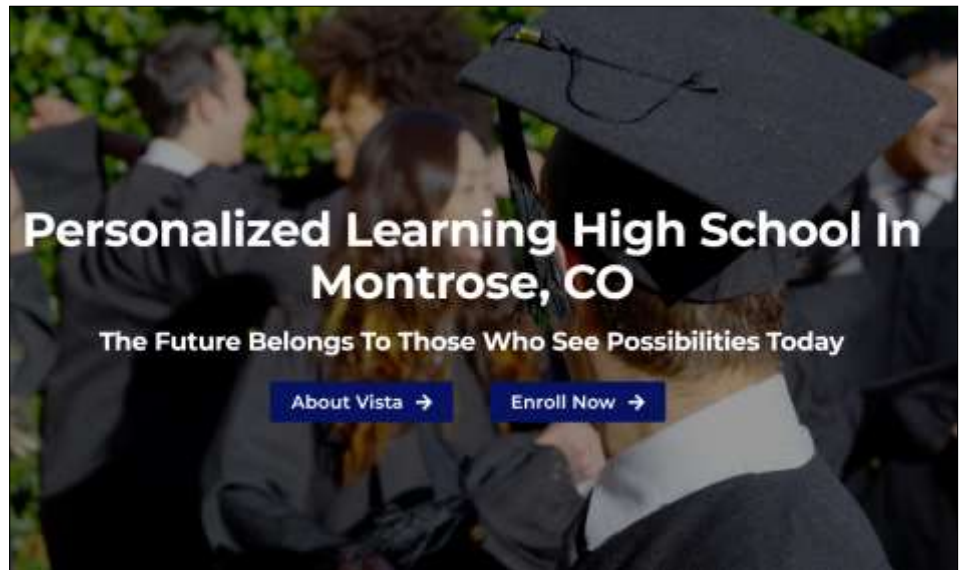 Personalized Learning High School In
Montrose, CO
The Future Belongs To Those Who See Possibilities Today
About Vista →
Enroll Now →